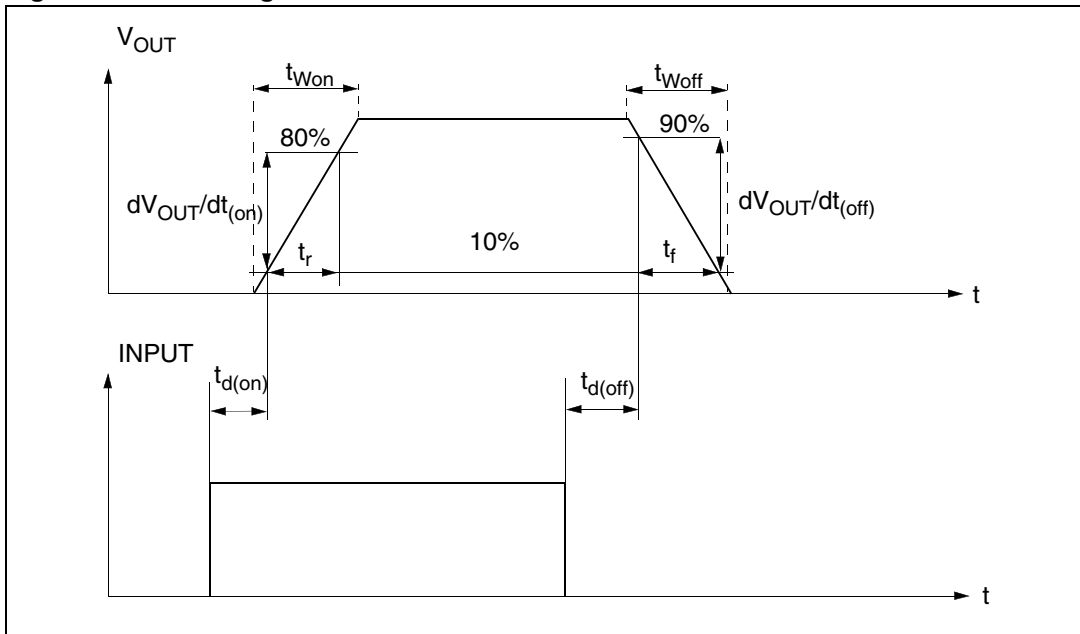 V_OUT
t_Won
t_Woff
80%
90%
dV_OUT/dt_(on)
dV_OUT/dt_(off)
t_r
10%
t_f
t
INPUT
t_d(on)
t_d(off)
t